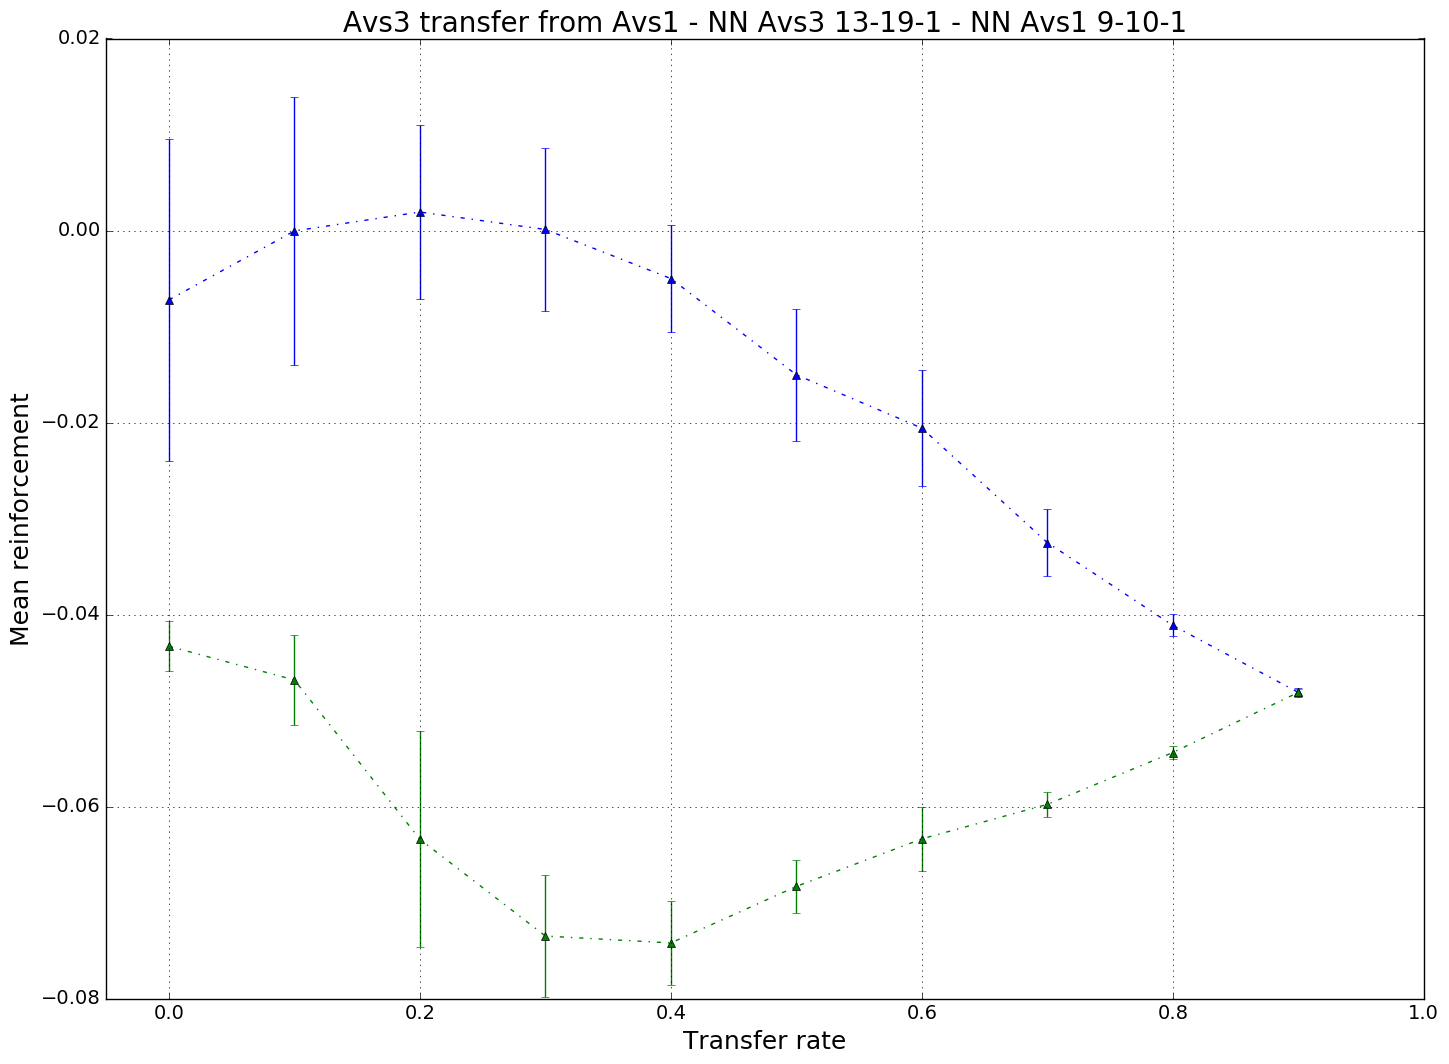 Avs3 transfer from Avs1 - NN Avs3 13-19-1 - NN Avs1 9-10-1
0.02
0.00
−0.02
−0.04
−0.06
−0.08
Mean reinforcement
0.0 0.2 0.4 0.6 0.8 1.0
Transfer rate